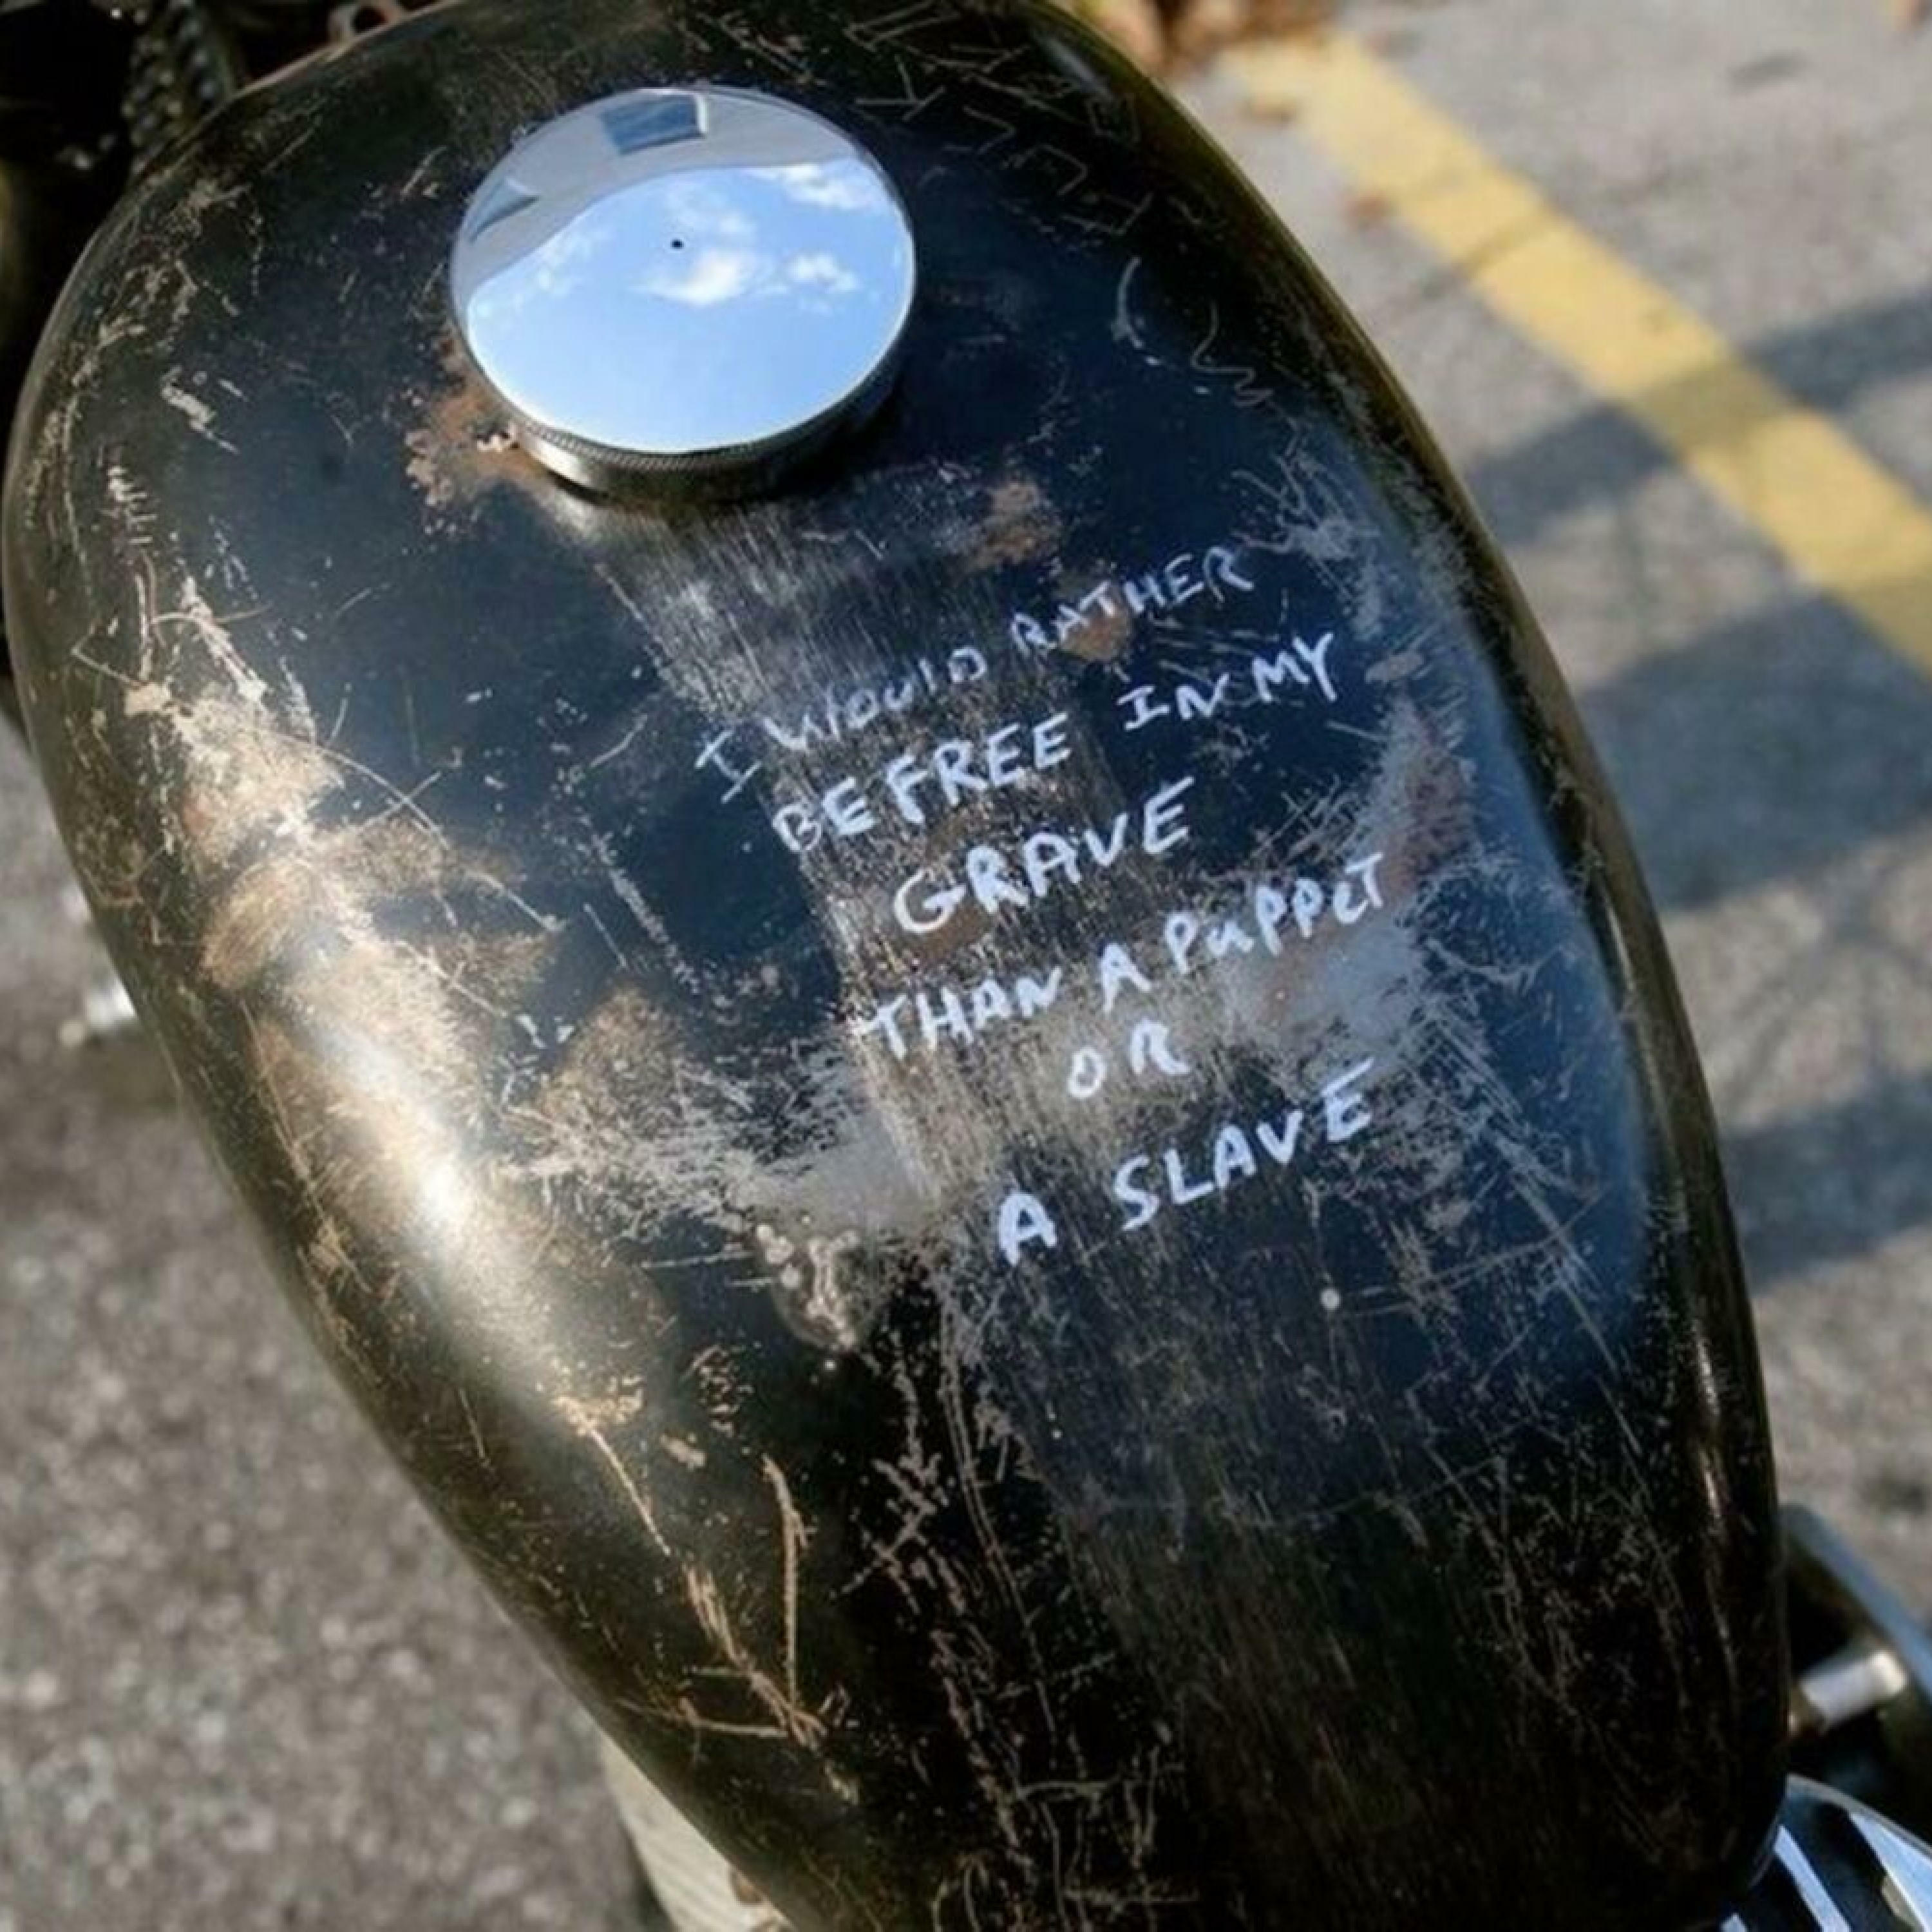 I WOULD RATHER
BE FREE IN MY
GRAVE
THAN A PuPPeT
OR
A SLAVE